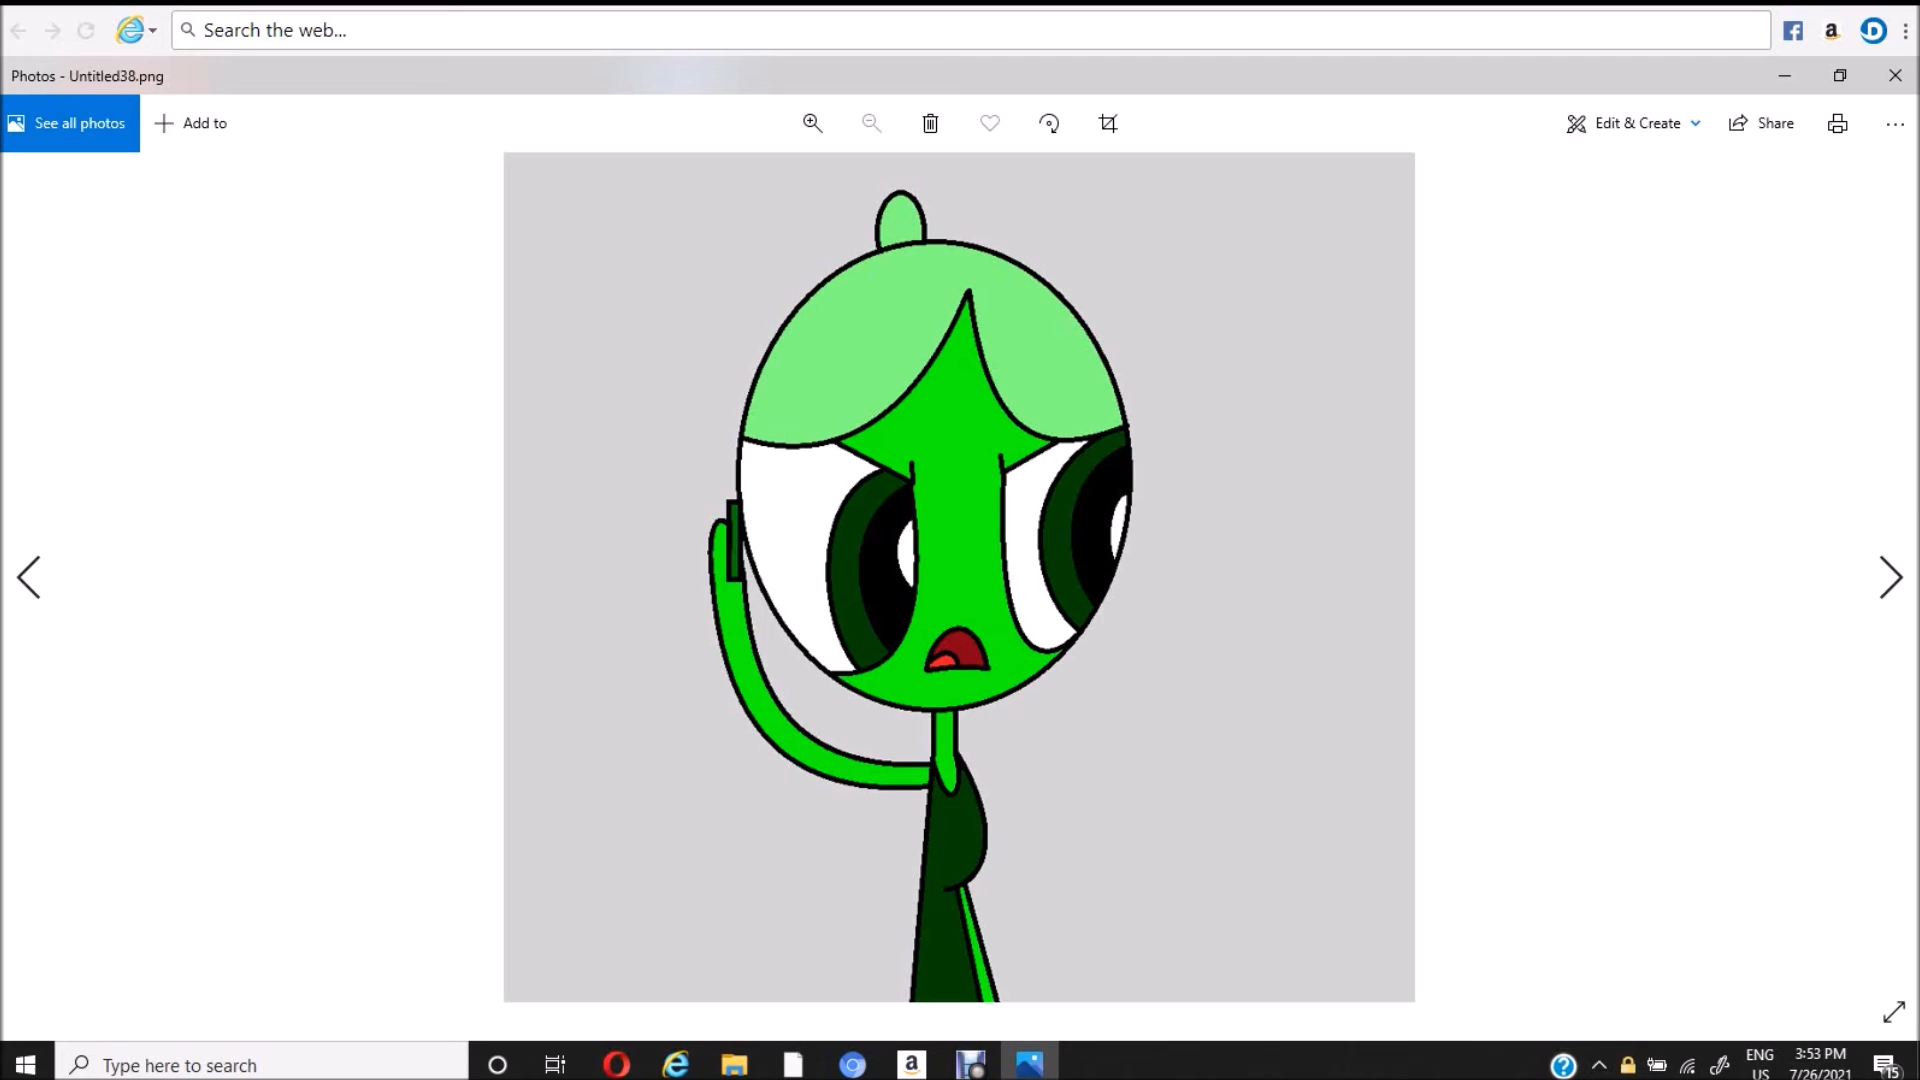 Search the web...
Photos - Untitled38.png
See all photos
Add to
Edit & Create
Share
Type here to search
a
ENG
US
3:53 PM
7/26/2021
15